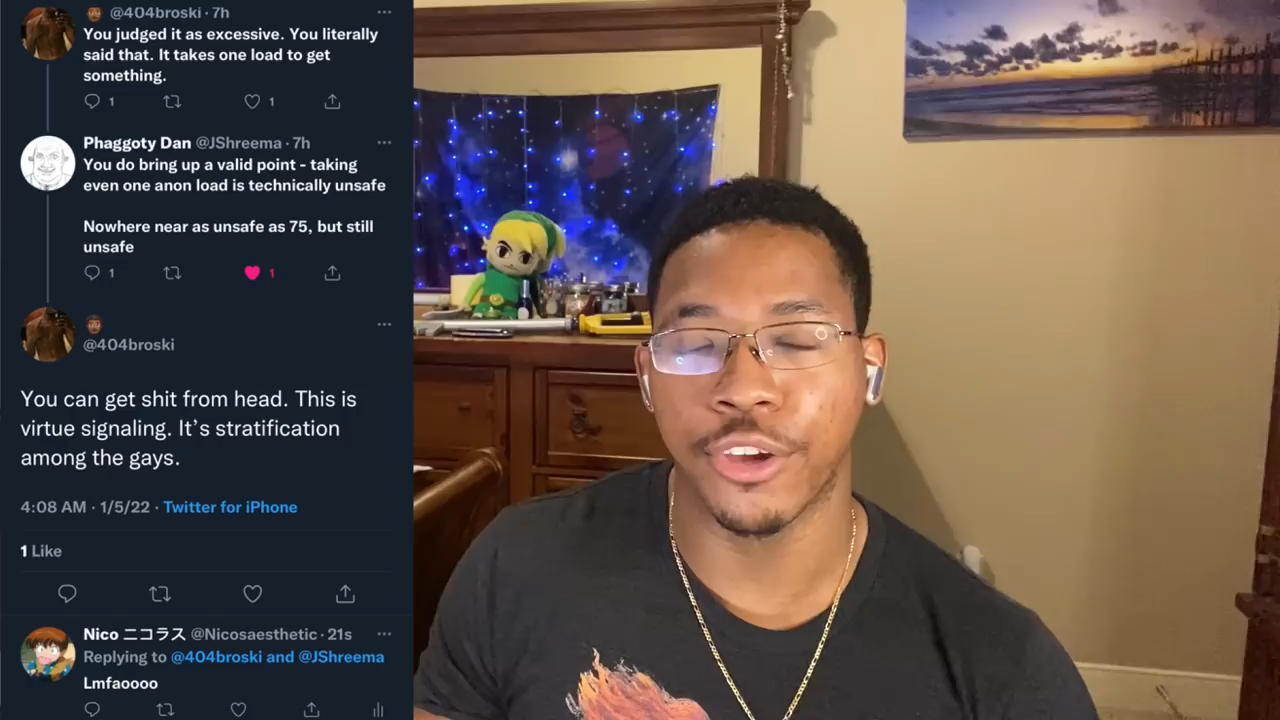 @404broski · 7h
You judged it as excessive. You literally
said that. It takes one load to get
something.
1
1
Phaggoty Dan @JShreema · 7h
You do bring up a valid point - taking
even one anon load is technically unsafe
Nowhere near as unsafe as 75, but still
unsafe
1
1
@404broski
You can get shit from head. This is
virtue signaling. It’s stratification
among the gays.
4:08 AM · 1/5/22 · Twitter for iPhone
1 Like
Nico ニコラス @Nicosaesthetic · 21s
Replying to @404broski and @JShreema
Lmfaoooo